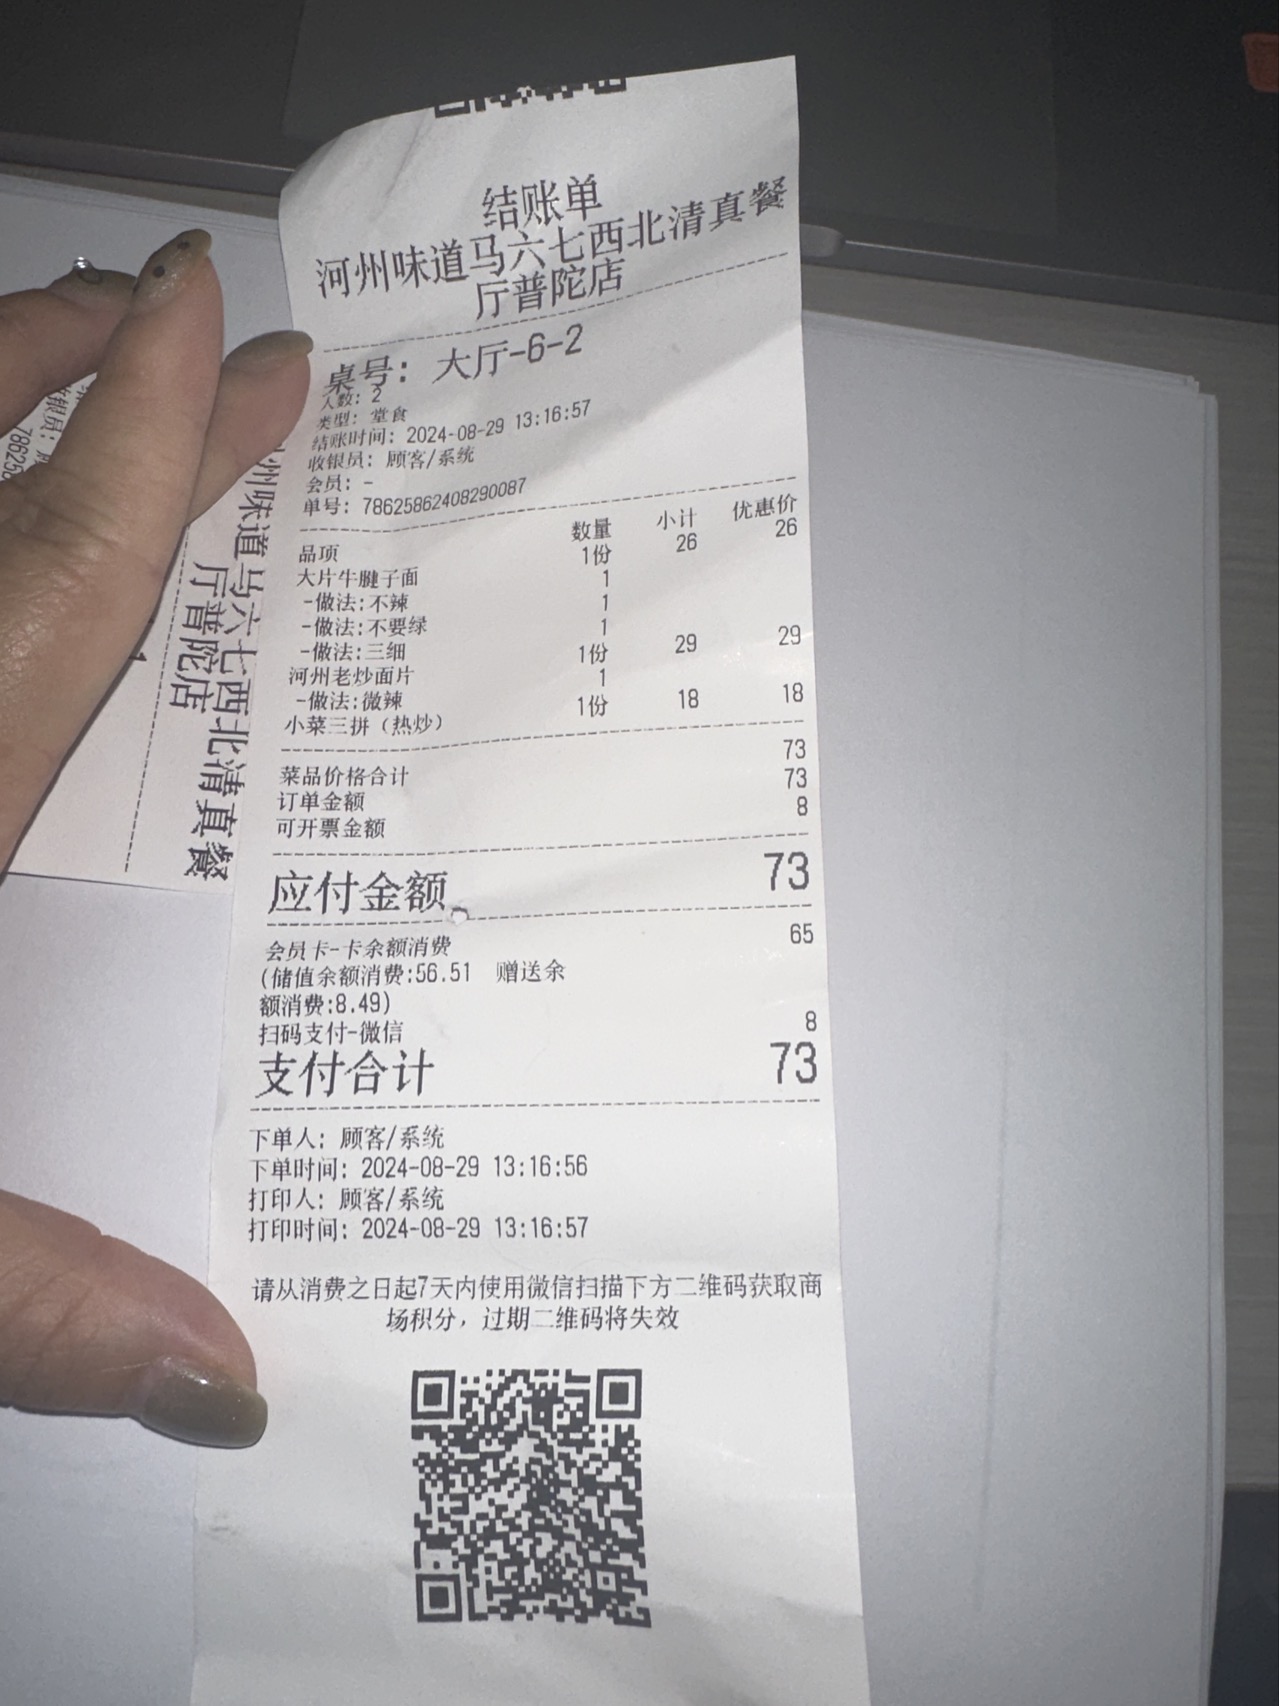 结账单
河州味道马六七西北清真餐
厅普陀店
桌号: 大厅-6-2
人数: 2
类型: 堂食
结账时间: 2024-08-29 13:16:57
收银员: 顾客/系统
会员: -
单号: 78625862408290087
品项 数量 小计 优惠价
大片牛腱子面 1份 26 26
-做法:不辣 1
-做法:不要绿 1
-做法:三细 1
河州老炒面片 1份 29 29
-做法:微辣 1
小菜三拼（热炒） 1份 18 18
菜品价格合计 73
订单金额 73
可开票金额 8
应付金额 73
会员卡-卡余额消费 65
(储值余额消费:56.51 赠送余
额消费:8.49)
扫码支付-微信 8
支付合计 73
下单人: 顾客/系统
下单时间: 2024-08-29 13:16:56
打印人: 顾客/系统
打印时间: 2024-08-29 13:16:57
请从消费之日起7天内使用微信扫描下方二维码获取商
场积分，过期二维码将失效
州味道马六七西北清真餐
厅普陀店
银员:
78625